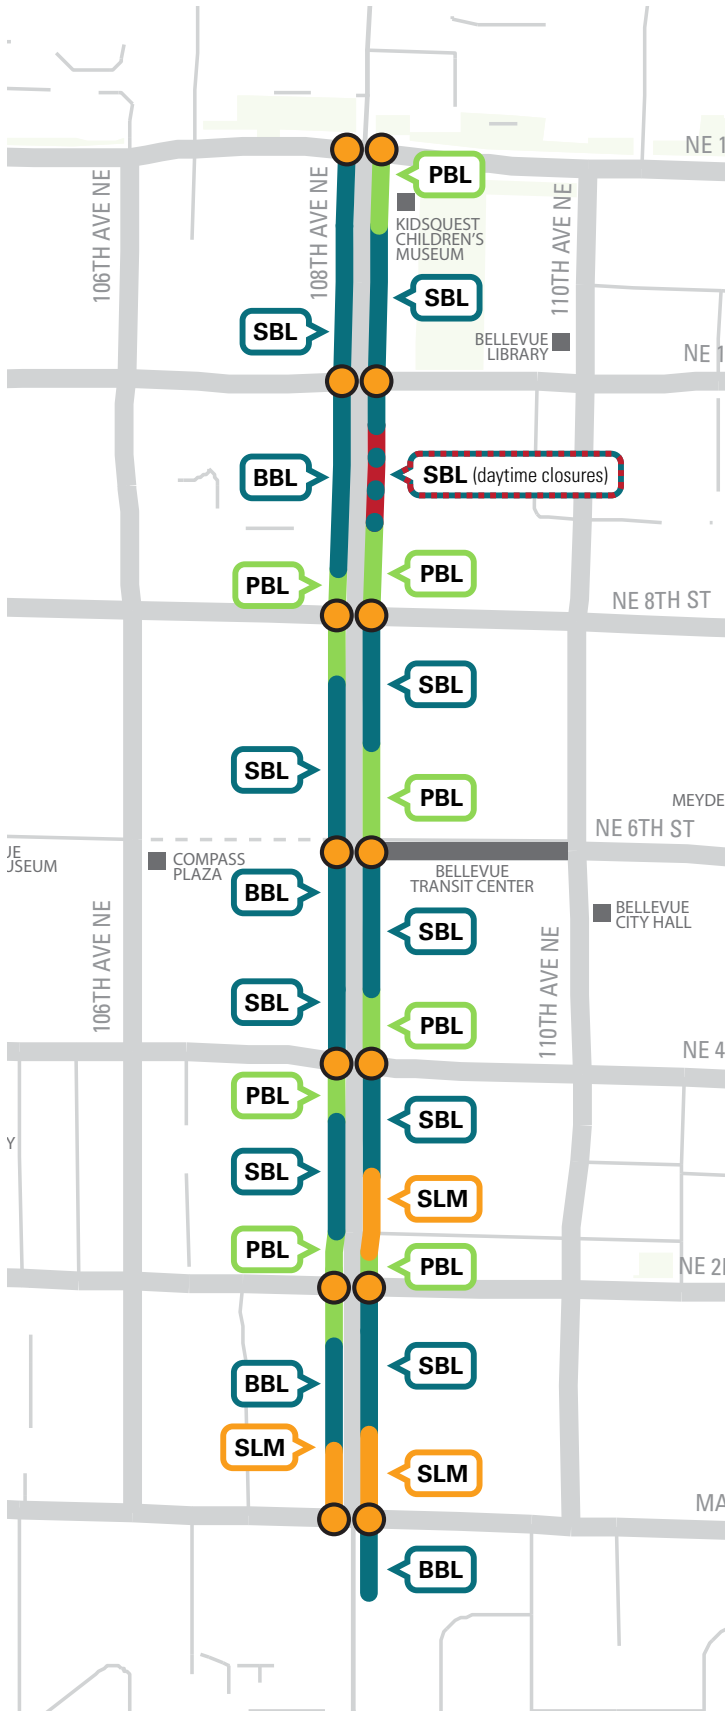 NE 1
PBL
106TH AVE NE
108TH AVE NE
110TH AVE NE
KIDSQUEST
CHILDREN'S
MUSEUM
SBL
SBL
BELLEVUE
LIBRARY
NE 1
BBL
SBL (daytime closures)
PBL
PBL
NE 8TH ST
SBL
SBL
PBL
MEYDE
NE 6TH ST
UE
USEUM
COMPASS
PLAZA
BELLEVUE
TRANSIT CENTER
BBL
BELLEVUE
CITY HALL
SBL
106TH AVE NE
110TH AVE NE
SBL
PBL
NE 4
PBL
SBL
Y
SBL
SLM
PBL
PBL
NE 2
SBL
BBL
SLM
SLM
MA
BBL